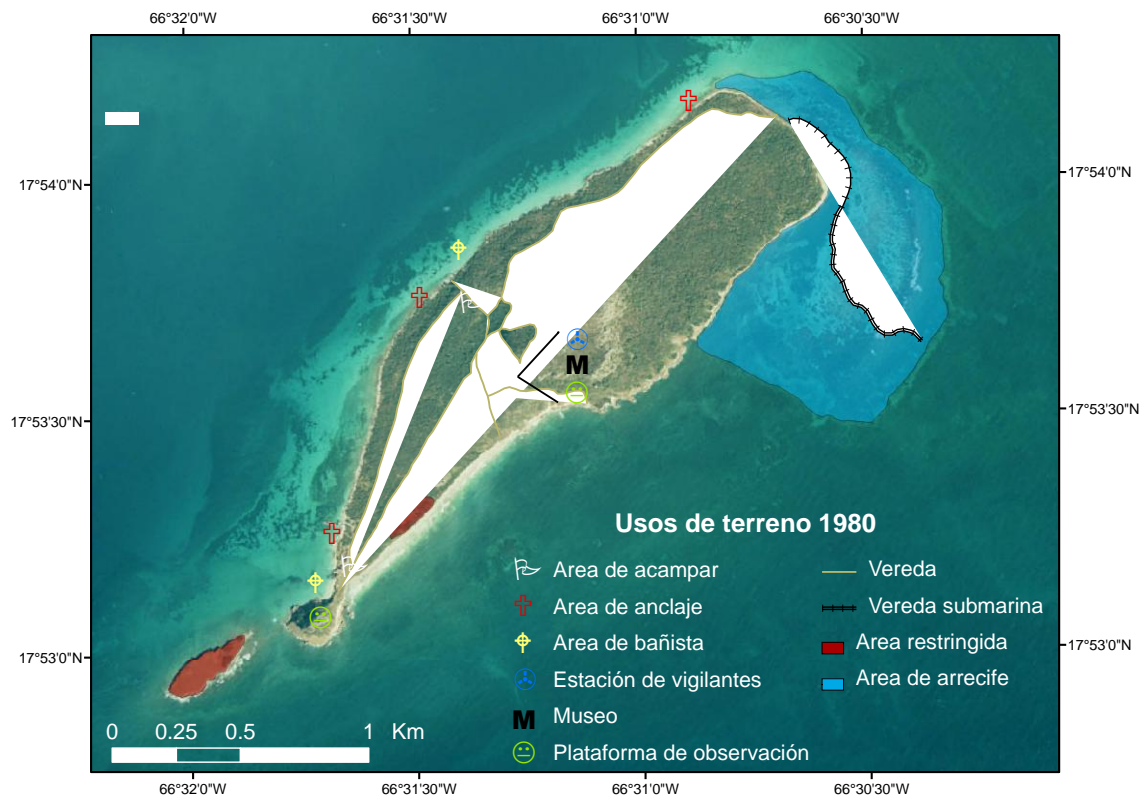 66°32'0"W 66°31'30"W 66°31'0"W 66°30'30"W
17°54'0"N 17°54'0"N
M
17°53'30"N 17°53'30"N
Usos de terreno 1980
Area de acampar
Area de anclaje
Area de bañista
Estación de vigilantes
M Museo
Plataforma de observación
Vereda
Vereda submarina
Area restringida
Area de arrecife
17°53'0"N 17°53'0"N
0 0.25 0.5 1 Km
66°32'0"W 66°31'30"W 66°31'0"W 66°30'30"W